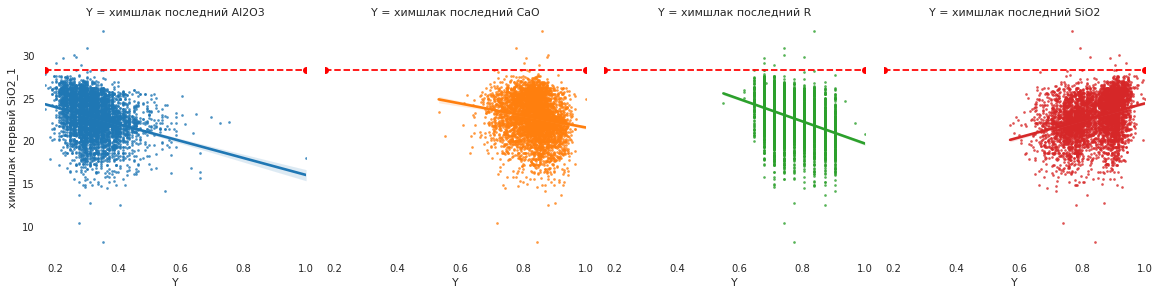 Y = химшлак последний Al2O3
Y = химшлак последний CaO
Y = химшлак последний R
Y = химшлак последний SiO2
химшлак первый SiO2_1
30
25
20
15
10
0.2 0.4 0.6 0.8 1.0
0.2 0.4 0.6 0.8 1.0
0.2 0.4 0.6 0.8 1.0
0.2 0.4 0.6 0.8 1.0
Y
Y
Y
Y